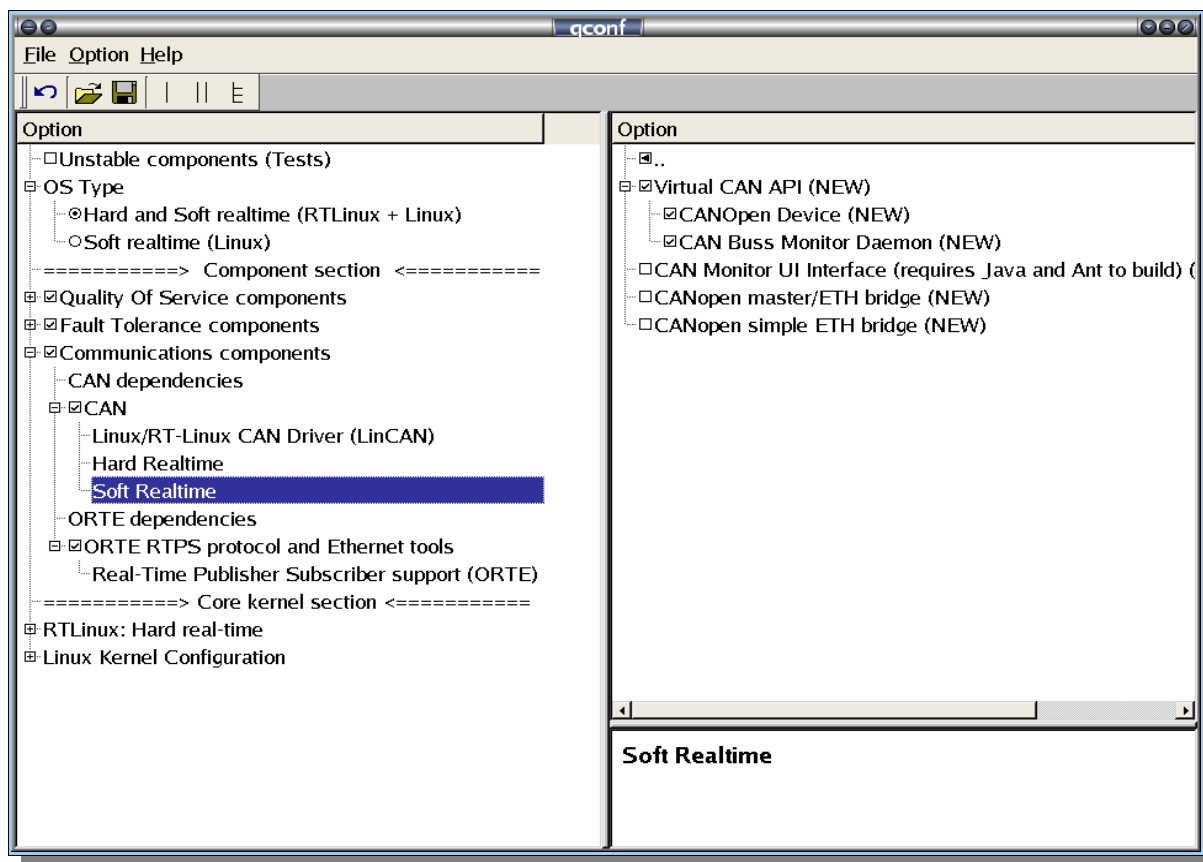 qconf
File Option Help
Option
Unstable components (Tests)
OS Type
Hard and Soft realtime (RTLinux + Linux)
Soft realtime (Linux)
===========> Component section <===========
Quality Of Service components
Fault Tolerance components
Communications components
CAN dependencies
CAN
Linux/RT-Linux CAN Driver (LinCAN)
Hard Realtime
Soft Realtime
ORTE dependencies
ORTE RTPS protocol and Ethernet tools
Real-Time Publisher Subscriber support (ORTE)
===========> Core kernel section <===========
RTLinux: Hard real-time
Linux Kernel Configuration
Option
..
Virtual CAN API (NEW)
CANOpen Device (NEW)
CAN Buss Monitor Daemon (NEW)
CAN Monitor UI Interface (requires Java and Ant to build) (
CANopen master/ETH bridge (NEW)
CANopen simple ETH bridge (NEW)
Soft Realtime